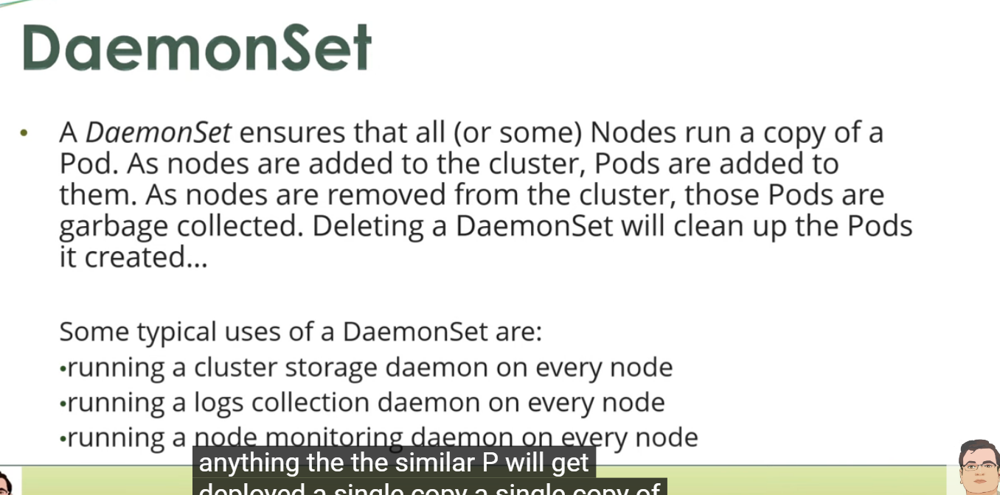 DaemonSet
• A DaemonSet ensures that all (or some) Nodes run a copy of a
Pod. As nodes are added to the cluster, Pods are added to
them. As nodes are removed from the cluster, those Pods are
garbage collected. Deleting a DaemonSet will clean up the Pods
it created...
Some typical uses of a DaemonSet are:
•running a cluster storage daemon on every node
•running a logs collection daemon on every node
•running a node monitoring daemon on every node
anything the the similar P will get
deployed a single copy a single copy of